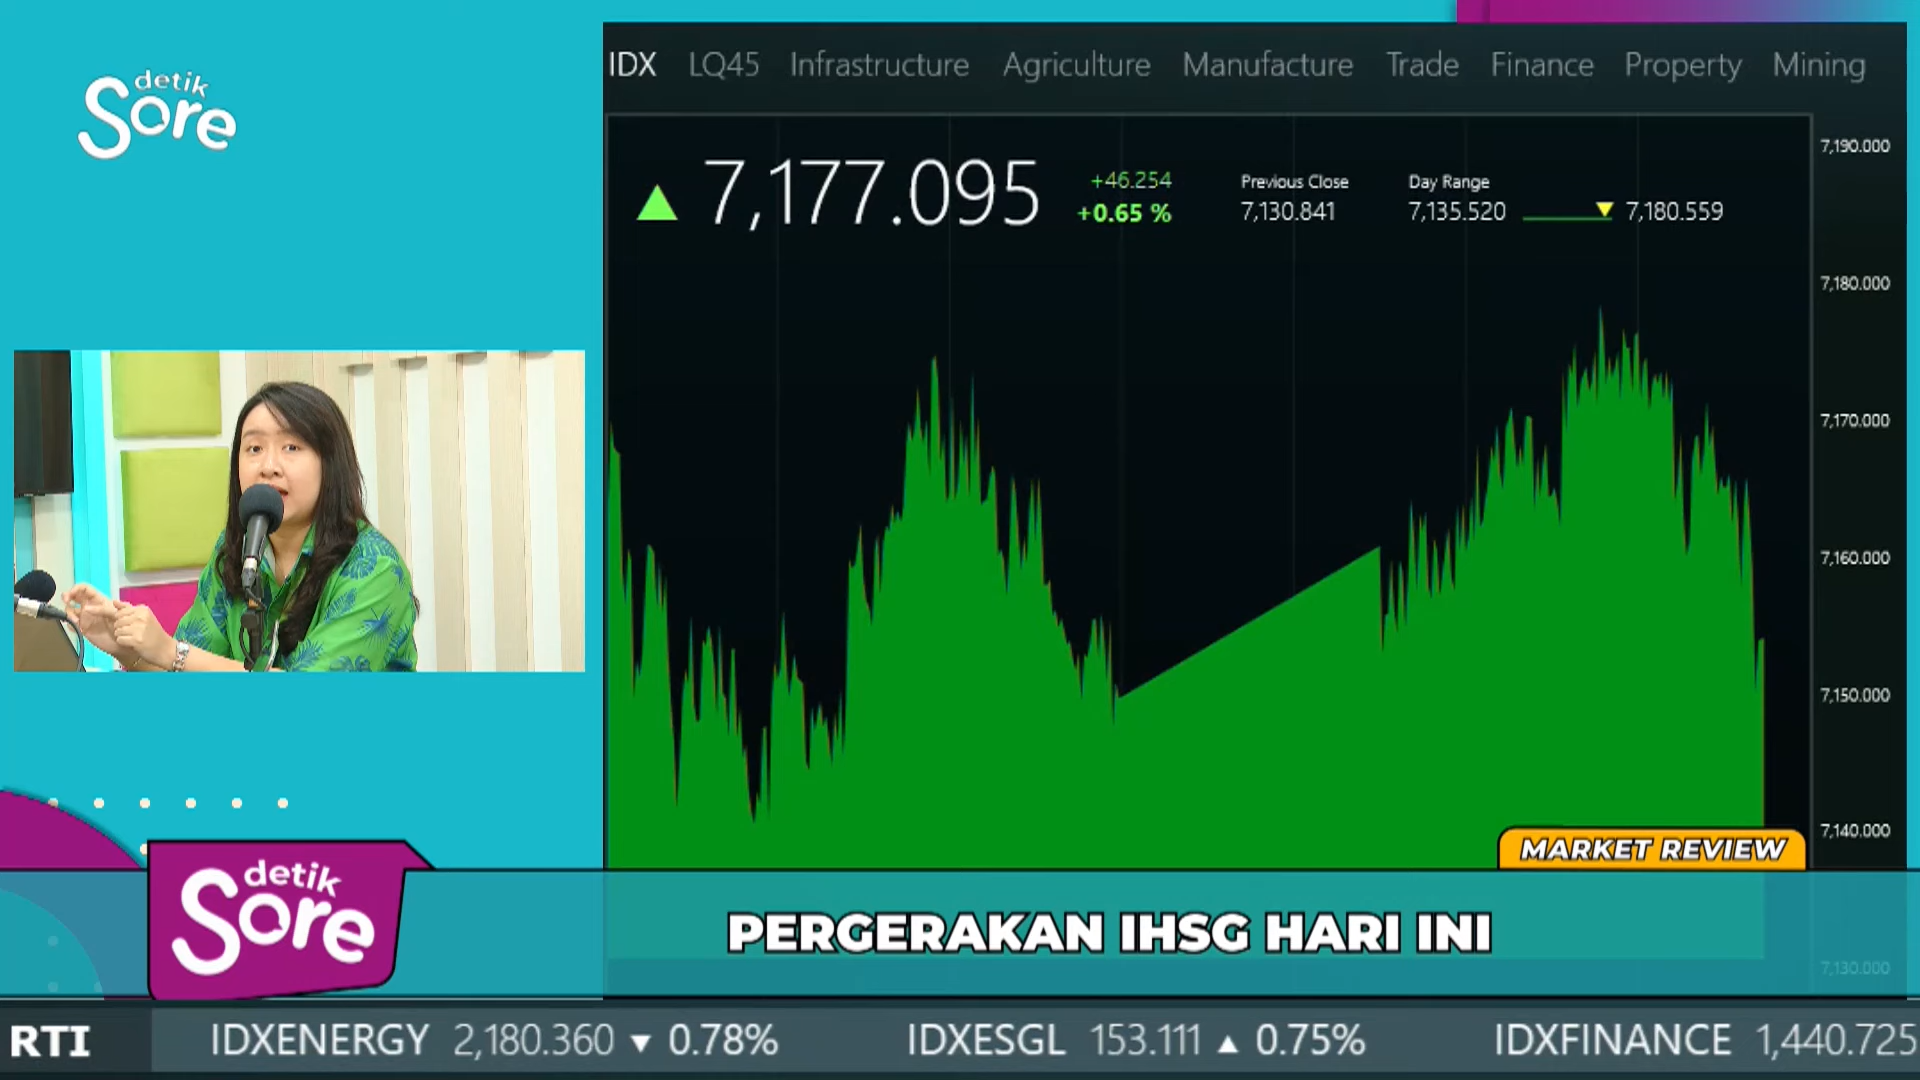 detik
Sore
IDX LQ45 Infrastructure Agriculture Manufacture Trade Finance Property Mining
7,177.095
+46.254
+0.65 %
Previous Close
7,130.841
Day Range
7,135.520 7,180.559
7,190.000
7,180.000
7,170.000
7,160.000
7,150.000
7,140.000
7,130.000
MARKET REVIEW
detik
Sore
PERGERAKAN IHSG HARI INI
RTI IDXENERGY 2,180.360 ▼ 0.78% IDXESGL 153.111 ▲ 0.75% IDXFINANCE 1,440.725